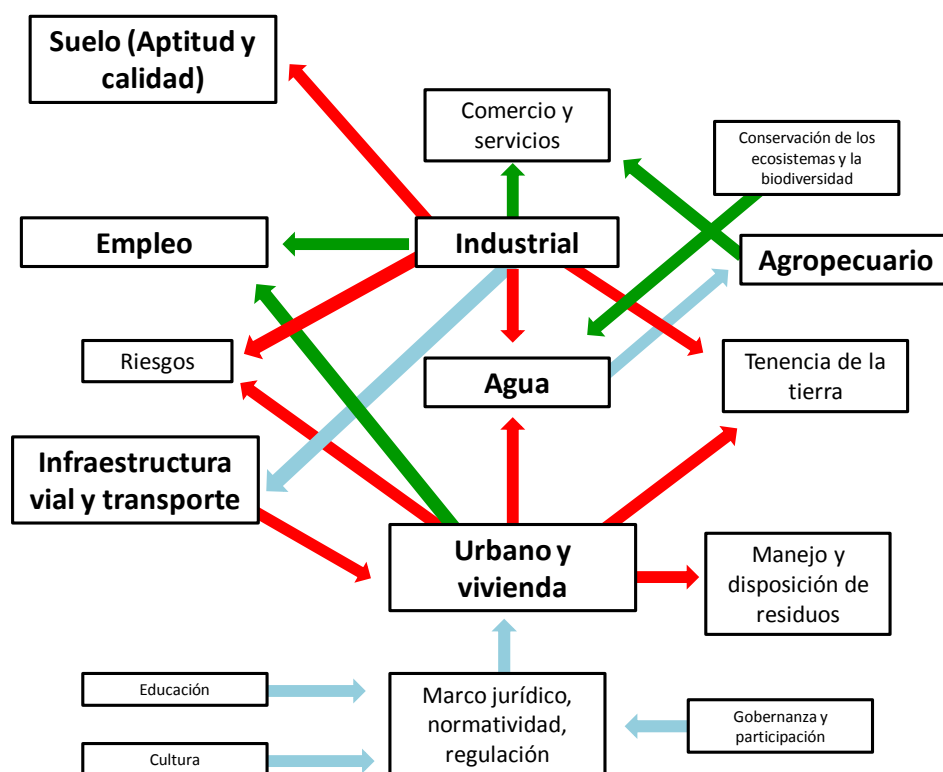 Suelo (Aptitud y
calidad)
Comercio y
servicios
Conservación de los
ecosistemas y la
biodiversidad
Empleo
Industrial
Agropecuario
Riesgos
Agua
Tenencia de la
tierra
Infraestructura
vial y transporte
Urbano y
vivienda
Manejo y
disposición de
residuos
Educación
Marco jurídico,
normatividad,
regulación
Gobernanza y
participación
Cultura